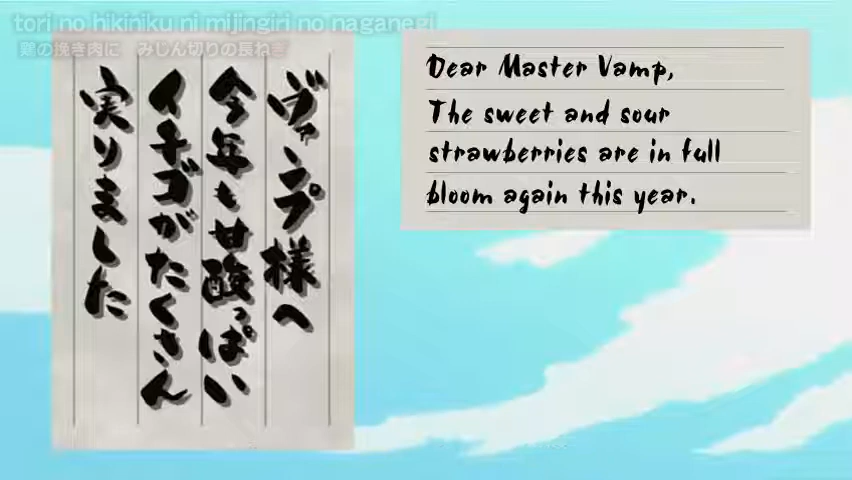 tori no hikiniku ni mijingiri no naganegi
鶏の挽き肉に みじん切りの長ねぎ
ヴァンプ様へ
今年も甘酸っぱい
イチゴがたくさん
実りました
Dear Master Vamp,
The sweet and sour
strawberries are in full
bloom again this year.